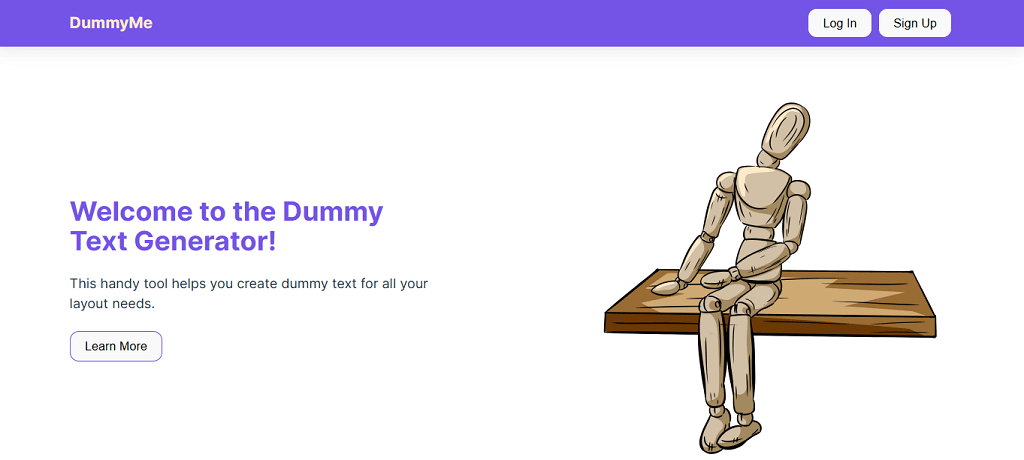 DummyMe
Log In
Sign Up
Welcome to the Dummy
Text Generator!
This handy tool helps you create dummy text for all your
layout needs.
Learn More